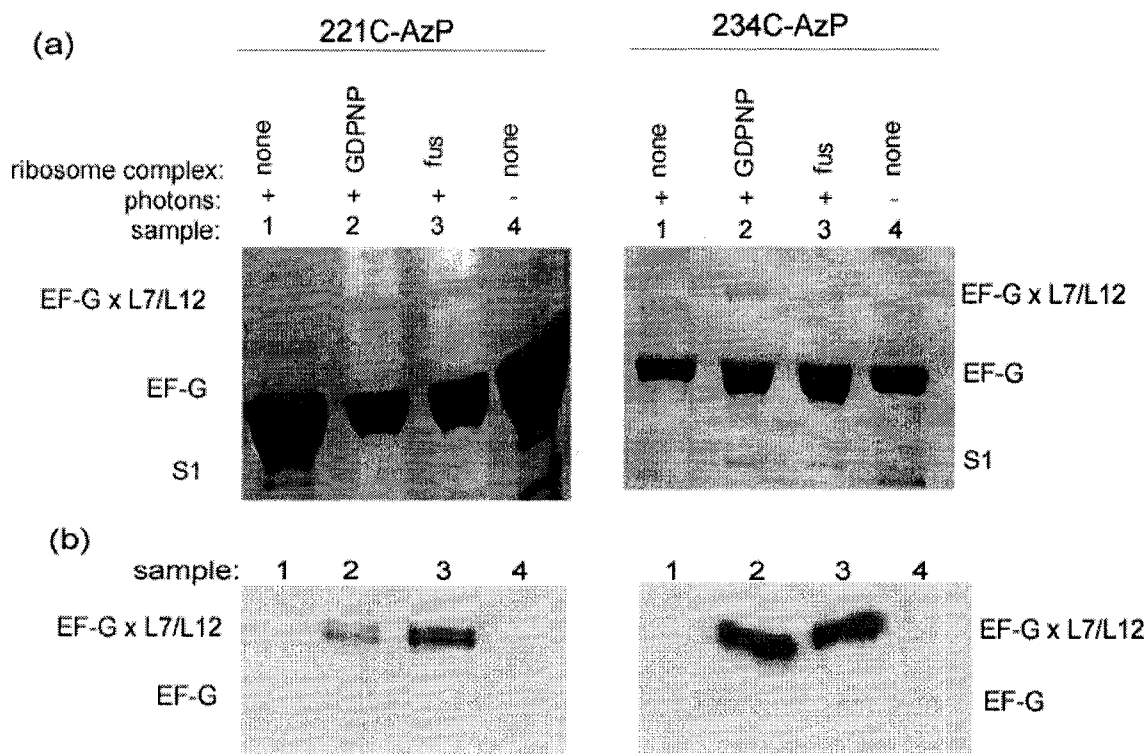 (a)
221C-AzP
234C-AzP
ribosome complex: none GDPNP fus none none GDPNP fus none
photons: + + + - + + + -
sample: 1 2 3 4 1 2 3 4
EF-G x L7/L12 EF-G x L7/L12
EF-G EF-G
S1 S1
(b)
sample: 1 2 3 4 1 2 3 4
EF-G x L7/L12 EF-G x L7/L12
EF-G EF-G